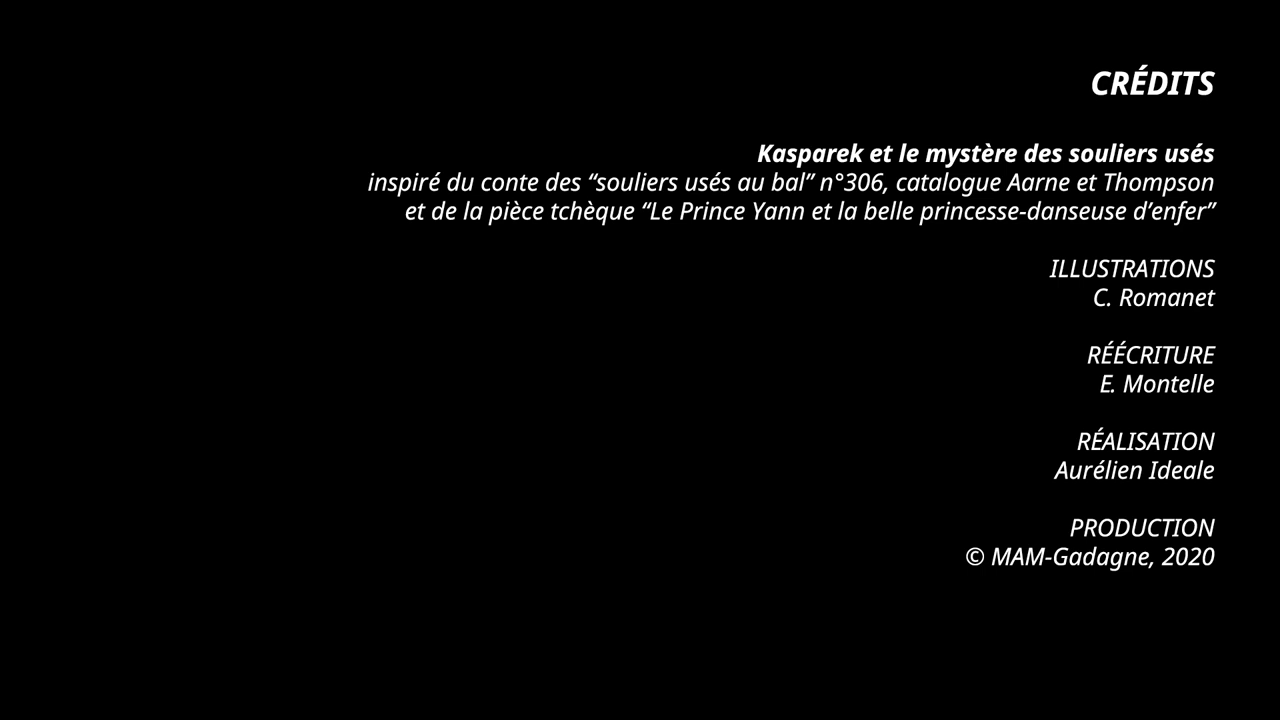 CRÉDITS
Kasparek et le mystère des souliers usés
inspiré du conte des “souliers usés au bal” n°306, catalogue Aarne et Thompson
et de la pièce tchèque “Le Prince Yann et la belle princesse-danseuse d’enfer”
ILLUSTRATIONS
C. Romanet
RÉÉCRITURE
E. Montelle
RÉALISATION
Aurélien Ideale
PRODUCTION
© MAM-Gadagne, 2020